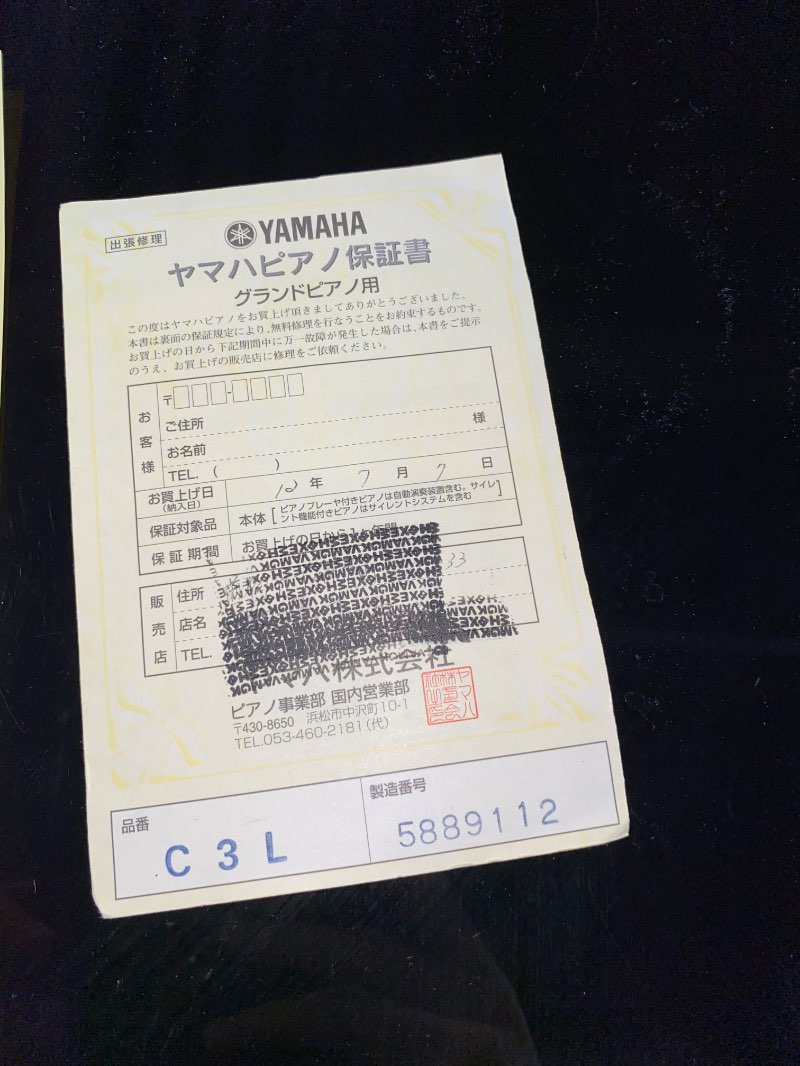 出張修理
YAMAHA
ヤマハピアノ保証書
グランドピアノ用
この度はヤマハピアノをお買上げ頂きましてありがとうございました。
本書は裏面の保証規定により、無料修理を行なうことをお約束するものです。
お買上げの日から下記期間中に万一故障が発生した場合は、本書をご提示
のうえ、お買上げの販売店に修理をご依頼ください。
お客様
〒
ご住所
お名前 様
TEL. ( )
お買上げ日 12年 7月 7日
(納入日)
保証対象品 本体 [ピアノプレーヤ付きピアノは自動演奏装置含む。サイレ
ント機能付きピアノはサイレントシステムを含む]
保証期間 お買上げの日から1ヶ年間
販売店
住所 33
店名
TEL.
株式会社
ピアノ事業部 国内営業部
〒430-8650 浜松市中沢町10-1
TEL.053-460-2181(代)
品番 製造番号
C3L 5889112